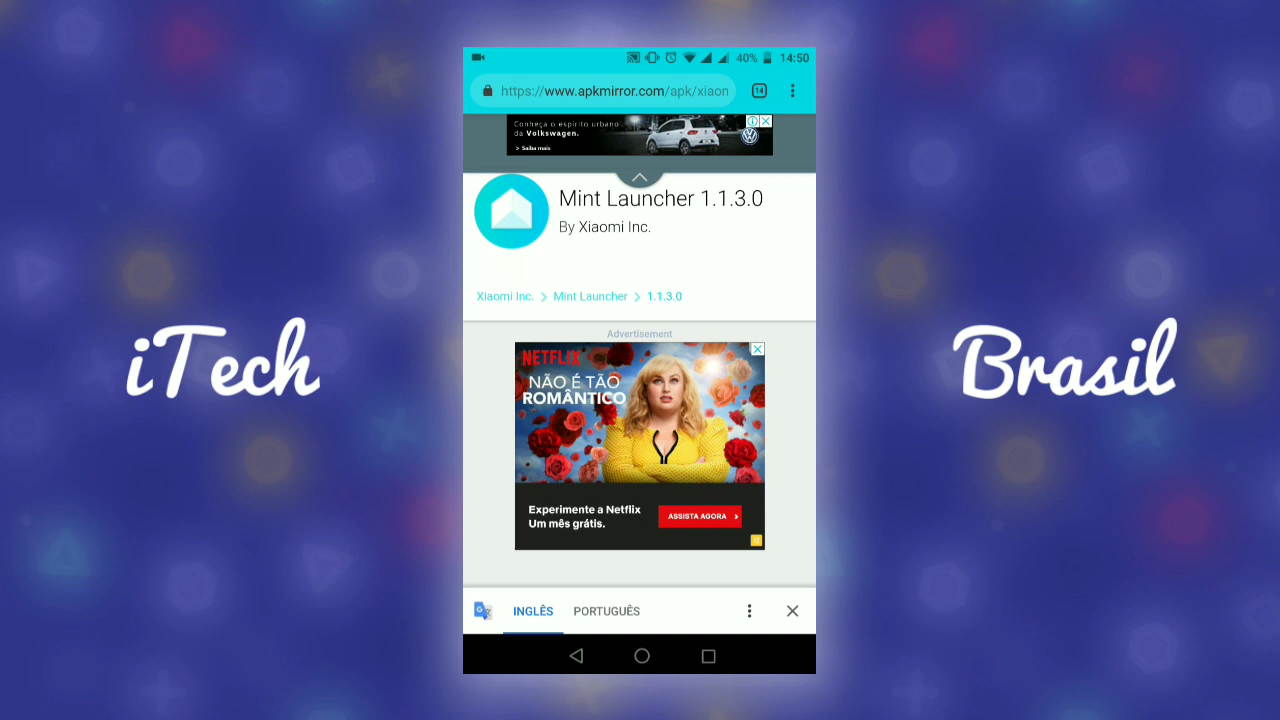 40% 14:50
https://www.apkmirror.com/apk/xiaon
14
Conheça o espírito urbano
da Volkswagen.
> Saiba mais
Mint Launcher 1.1.3.0
By Xiaomi Inc.
Xiaomi Inc. > Mint Launcher > 1.1.3.0
iTech
Brasil
Advertisement
NETFLIX
NÃO É TÃO
ROMÂNTICO
Experimente a Netflix
Um mês grátis.
ASSISTA AGORA >
INGLÊS PORTUGUÊS